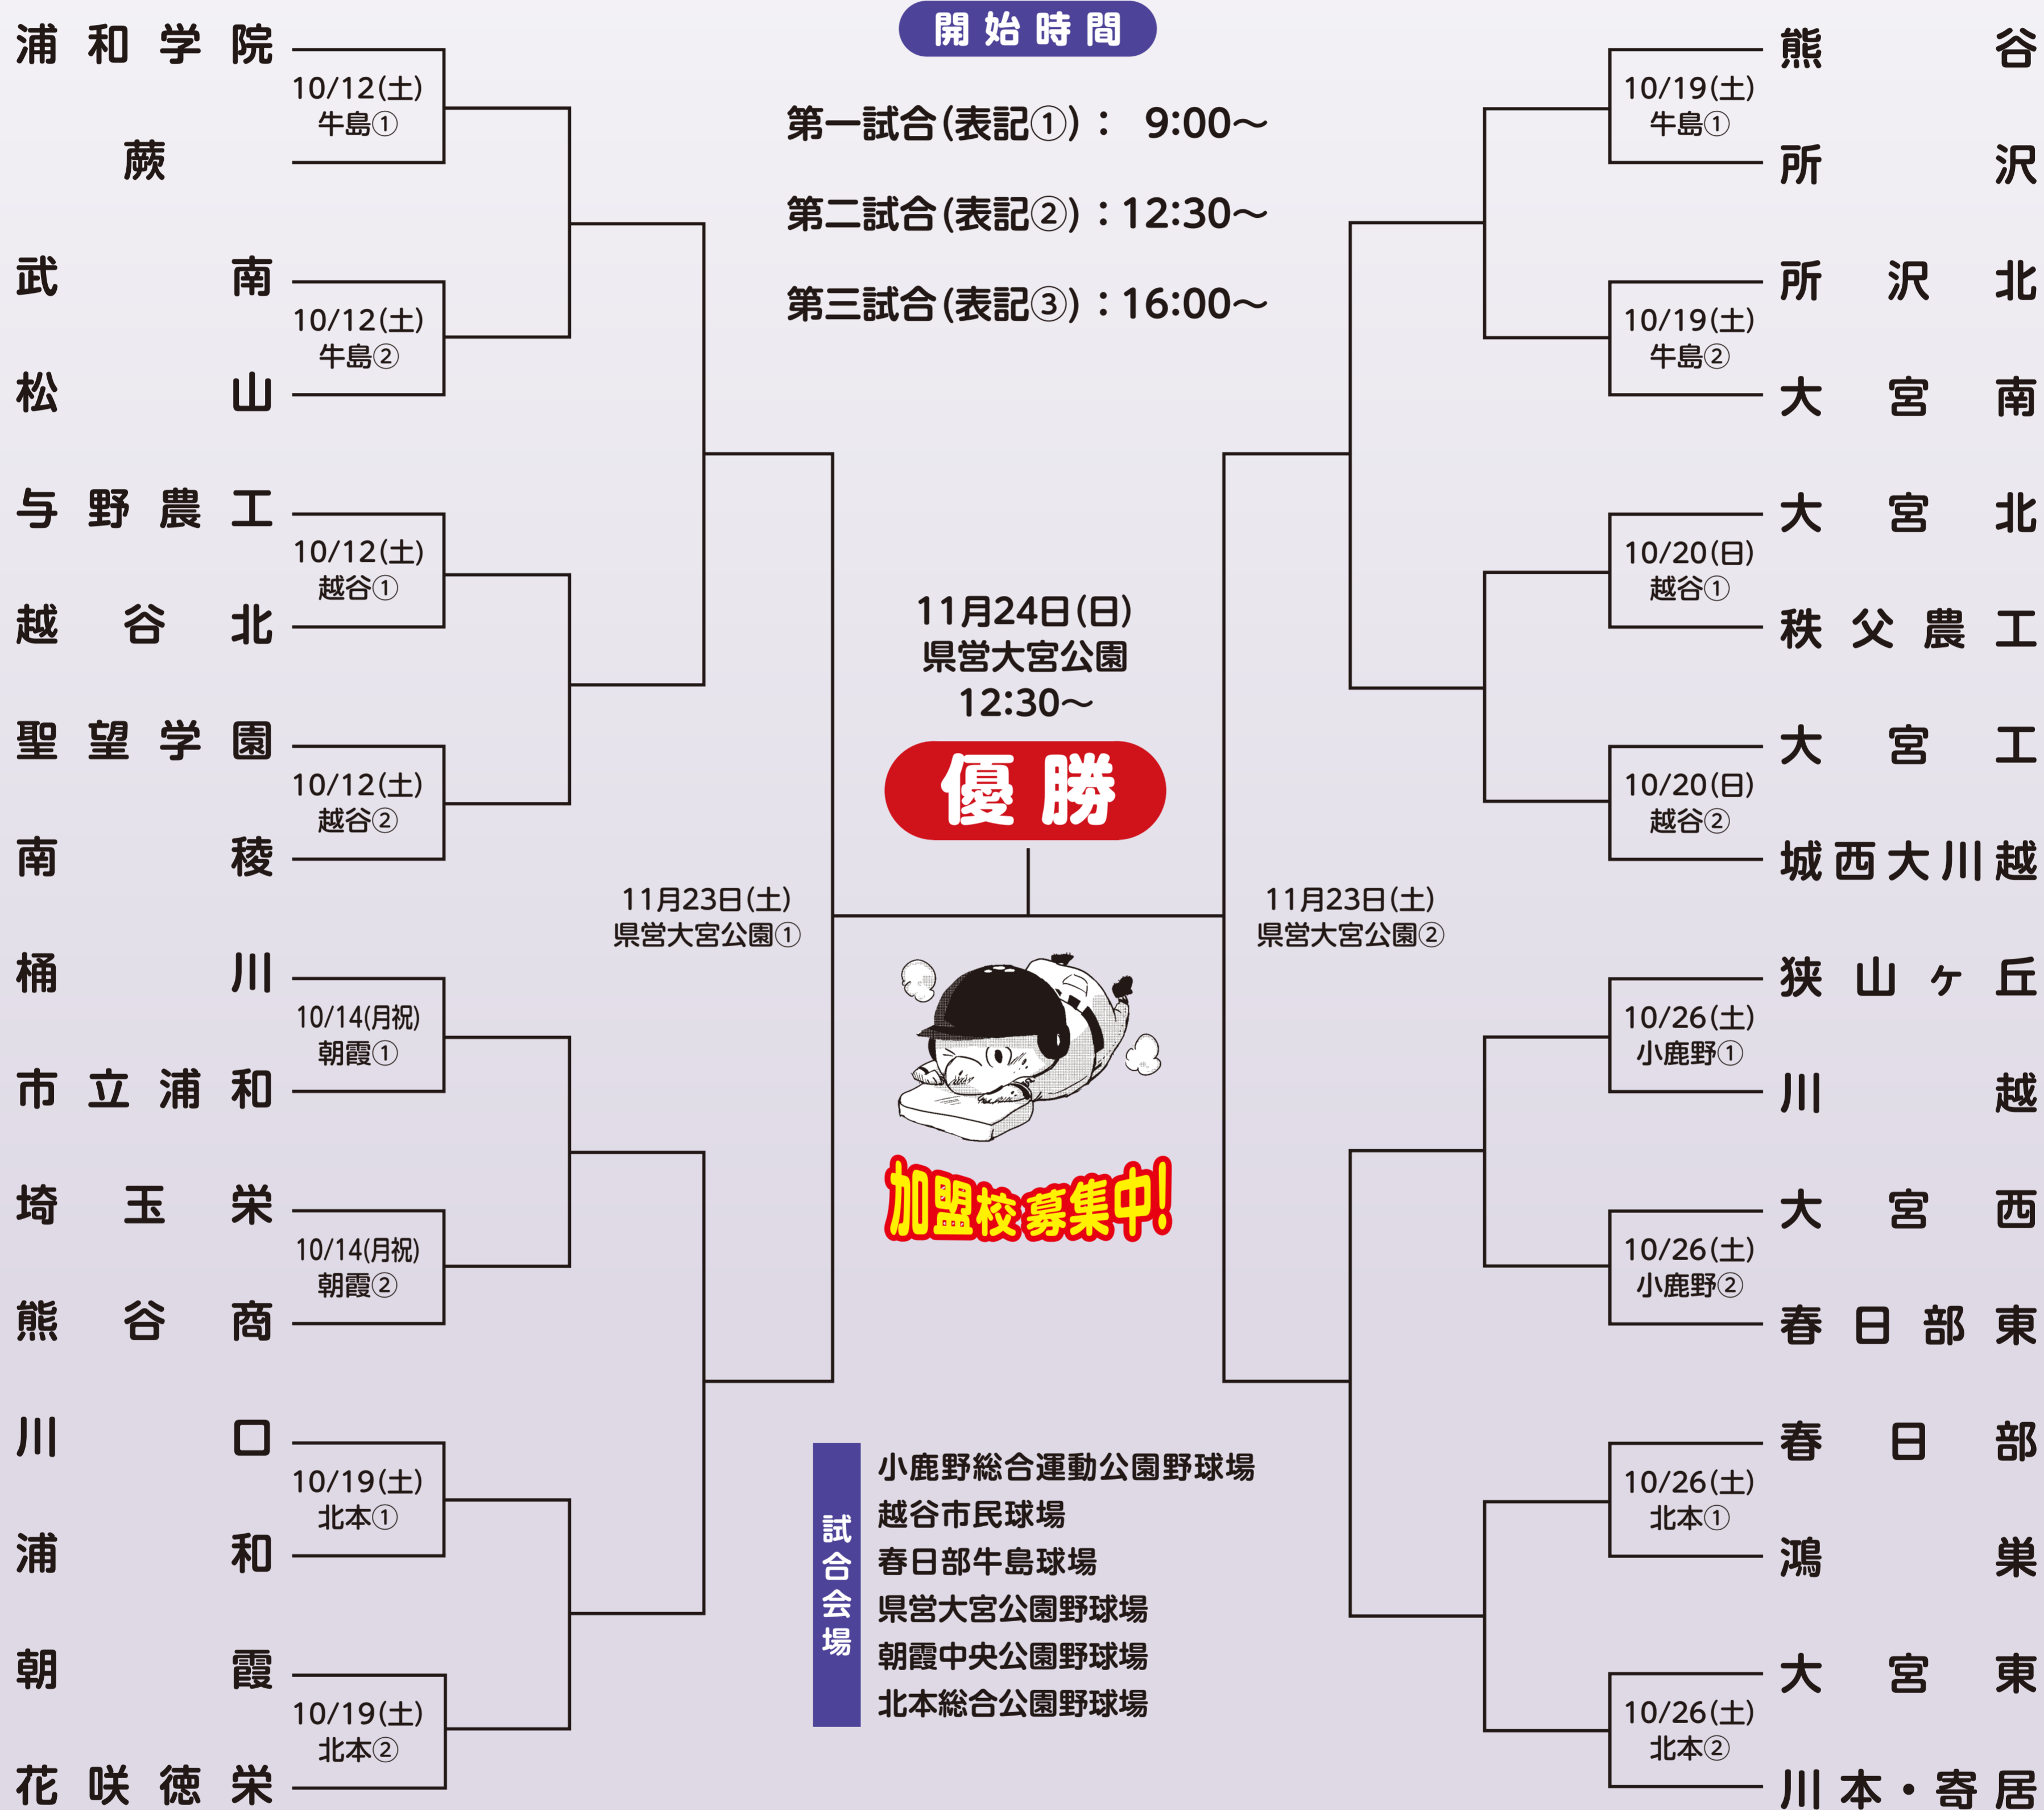 開始時間
第一試合(表記①)： 9:00～
第二試合(表記②)：12:30～
第三試合(表記③)：16:00～
浦和学院
10/12(土)
牛島①
蕨
武南
10/12(土)
牛島②
松山
与野農工
10/12(土)
越谷①
越谷北
聖望学園
10/12(土)
越谷②
南稜
桶川
10/14(月祝)
朝霞①
市立浦和
埼玉栄
10/14(月祝)
朝霞②
熊谷商
川口
10/19(土)
北本①
浦和
朝霞
10/19(土)
北本②
花咲徳栄
11月23日(土)
県営大宮公園①
11月24日(日)
県営大宮公園
12:30～
優勝
加盟校募集中!
試合会場
小鹿野総合運動公園野球場
越谷市民球場
春日部牛島球場
県営大宮公園野球場
朝霞中央公園野球場
北本総合公園野球場
11月23日(土)
県営大宮公園②
熊谷
10/19(土)
牛島①
所沢
所沢北
10/19(土)
牛島②
大宮南
大宮北
10/20(日)
越谷①
秩父農工
大宮工
10/20(日)
越谷②
城西大川越
狭山ヶ丘
10/26(土)
小鹿野①
川越
大宮西
10/26(土)
小鹿野②
春日部東
春日部
10/26(土)
北本①
鴻巣
大宮東
10/26(土)
北本②
川本・寄居